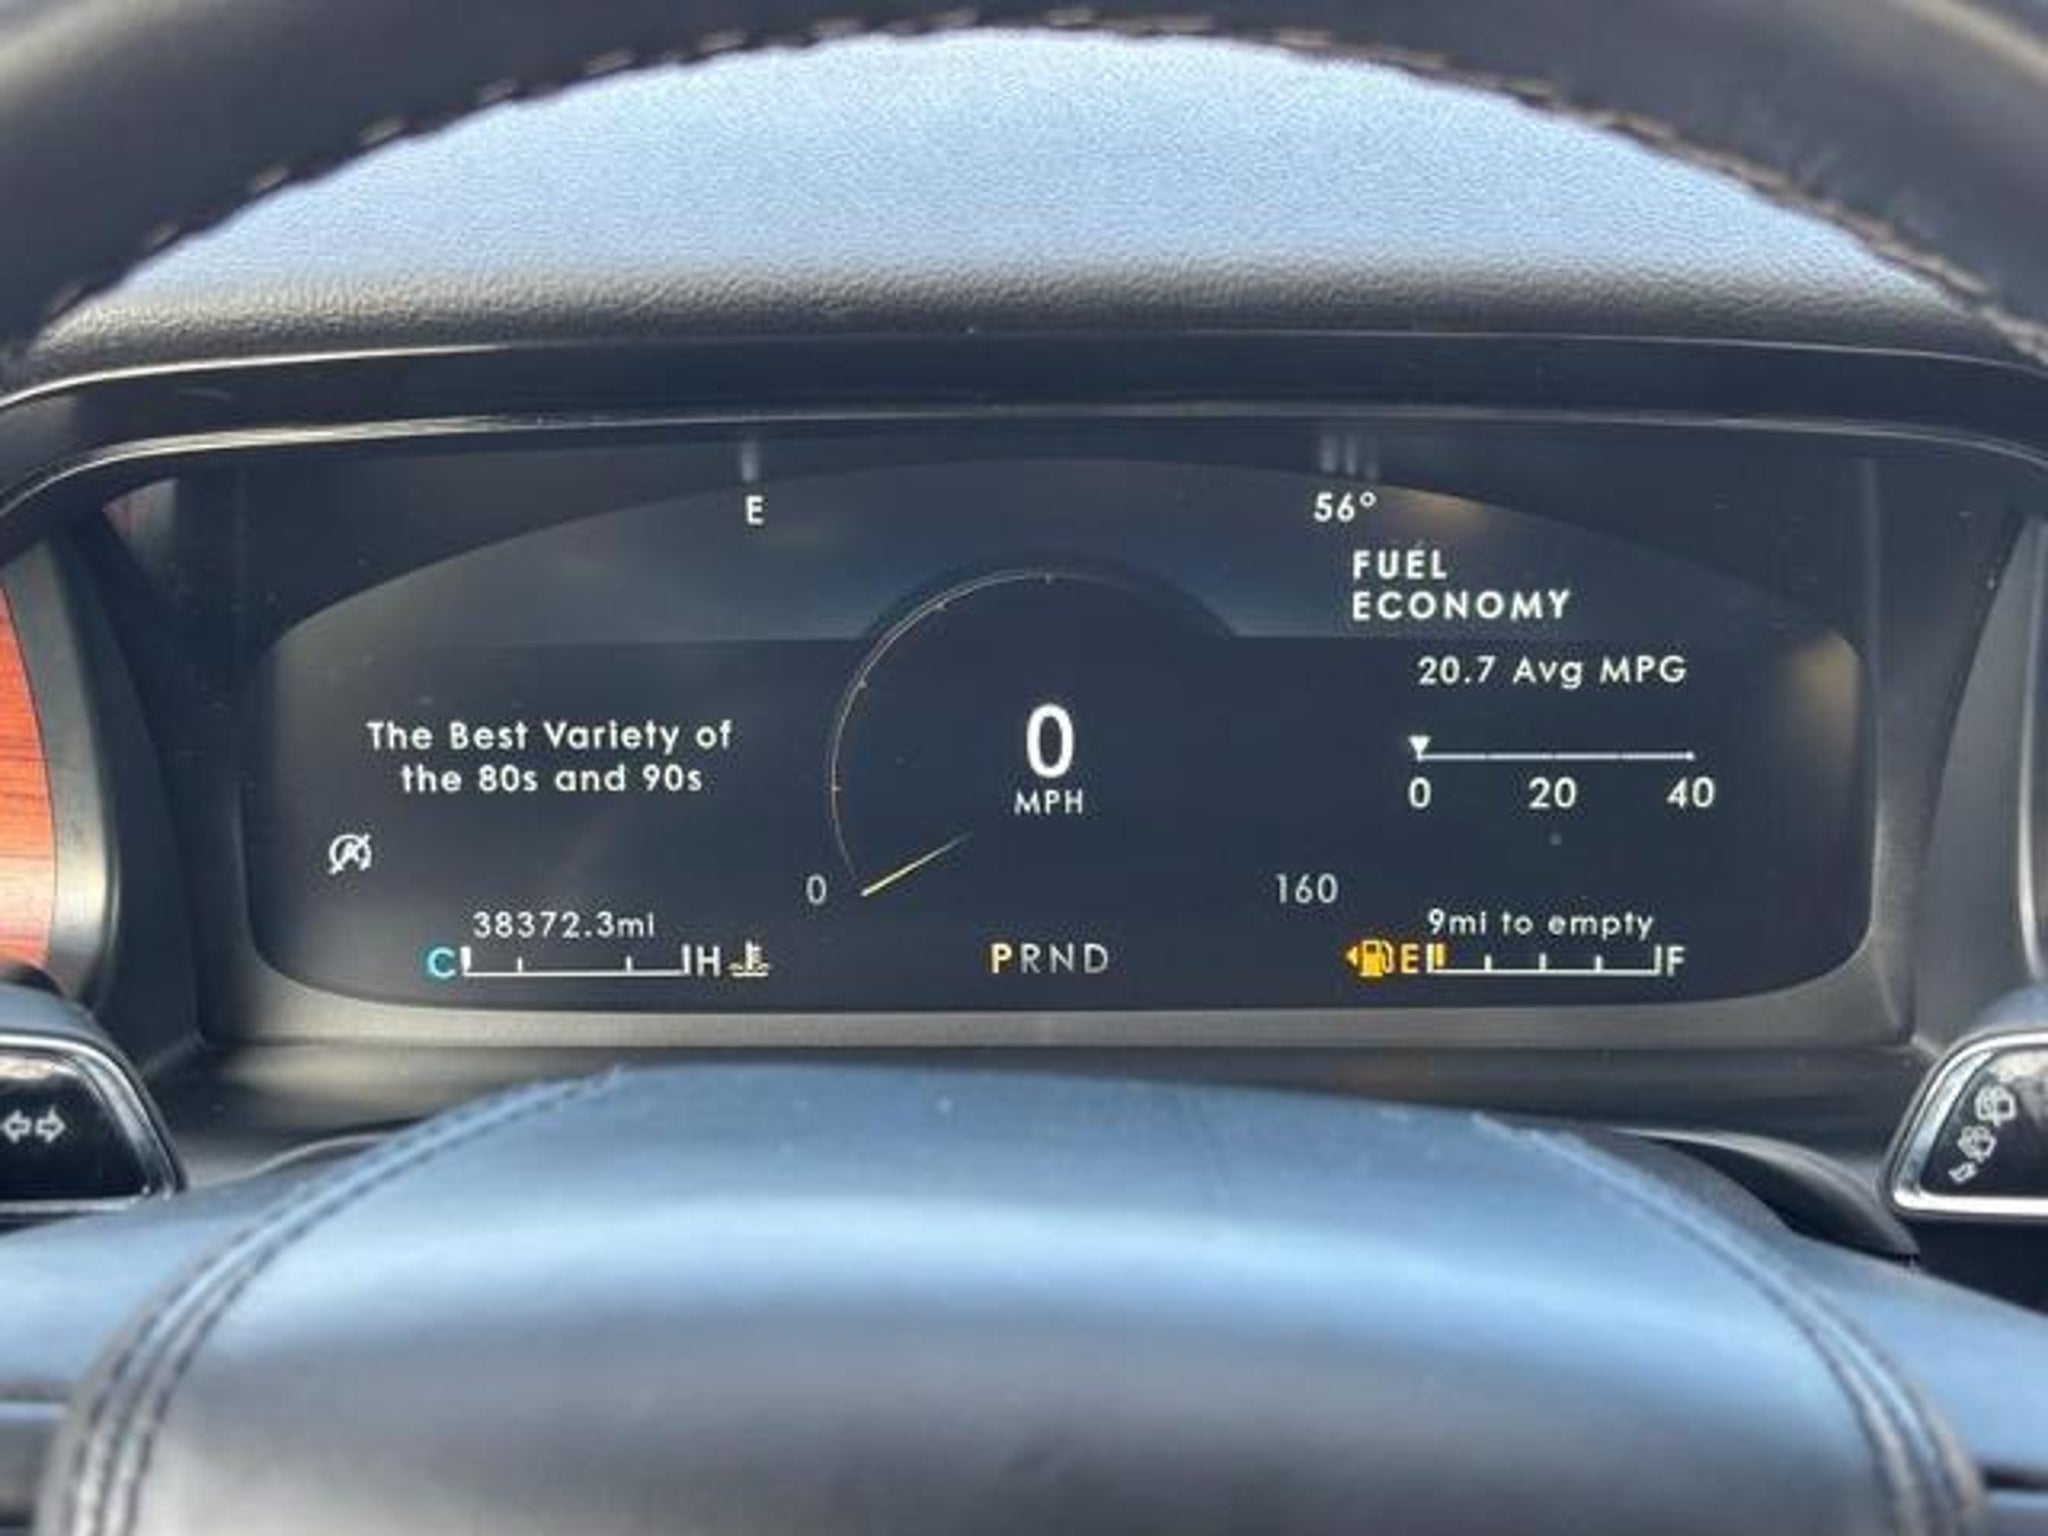 E
56°
FUEL
ECONOMY
20.7 Avg MPG
The Best Variety of
the 80s and 90s
0
MPH
0 20 40
0
160
38372.3mi
9mi to empty
C H
PRND
E F